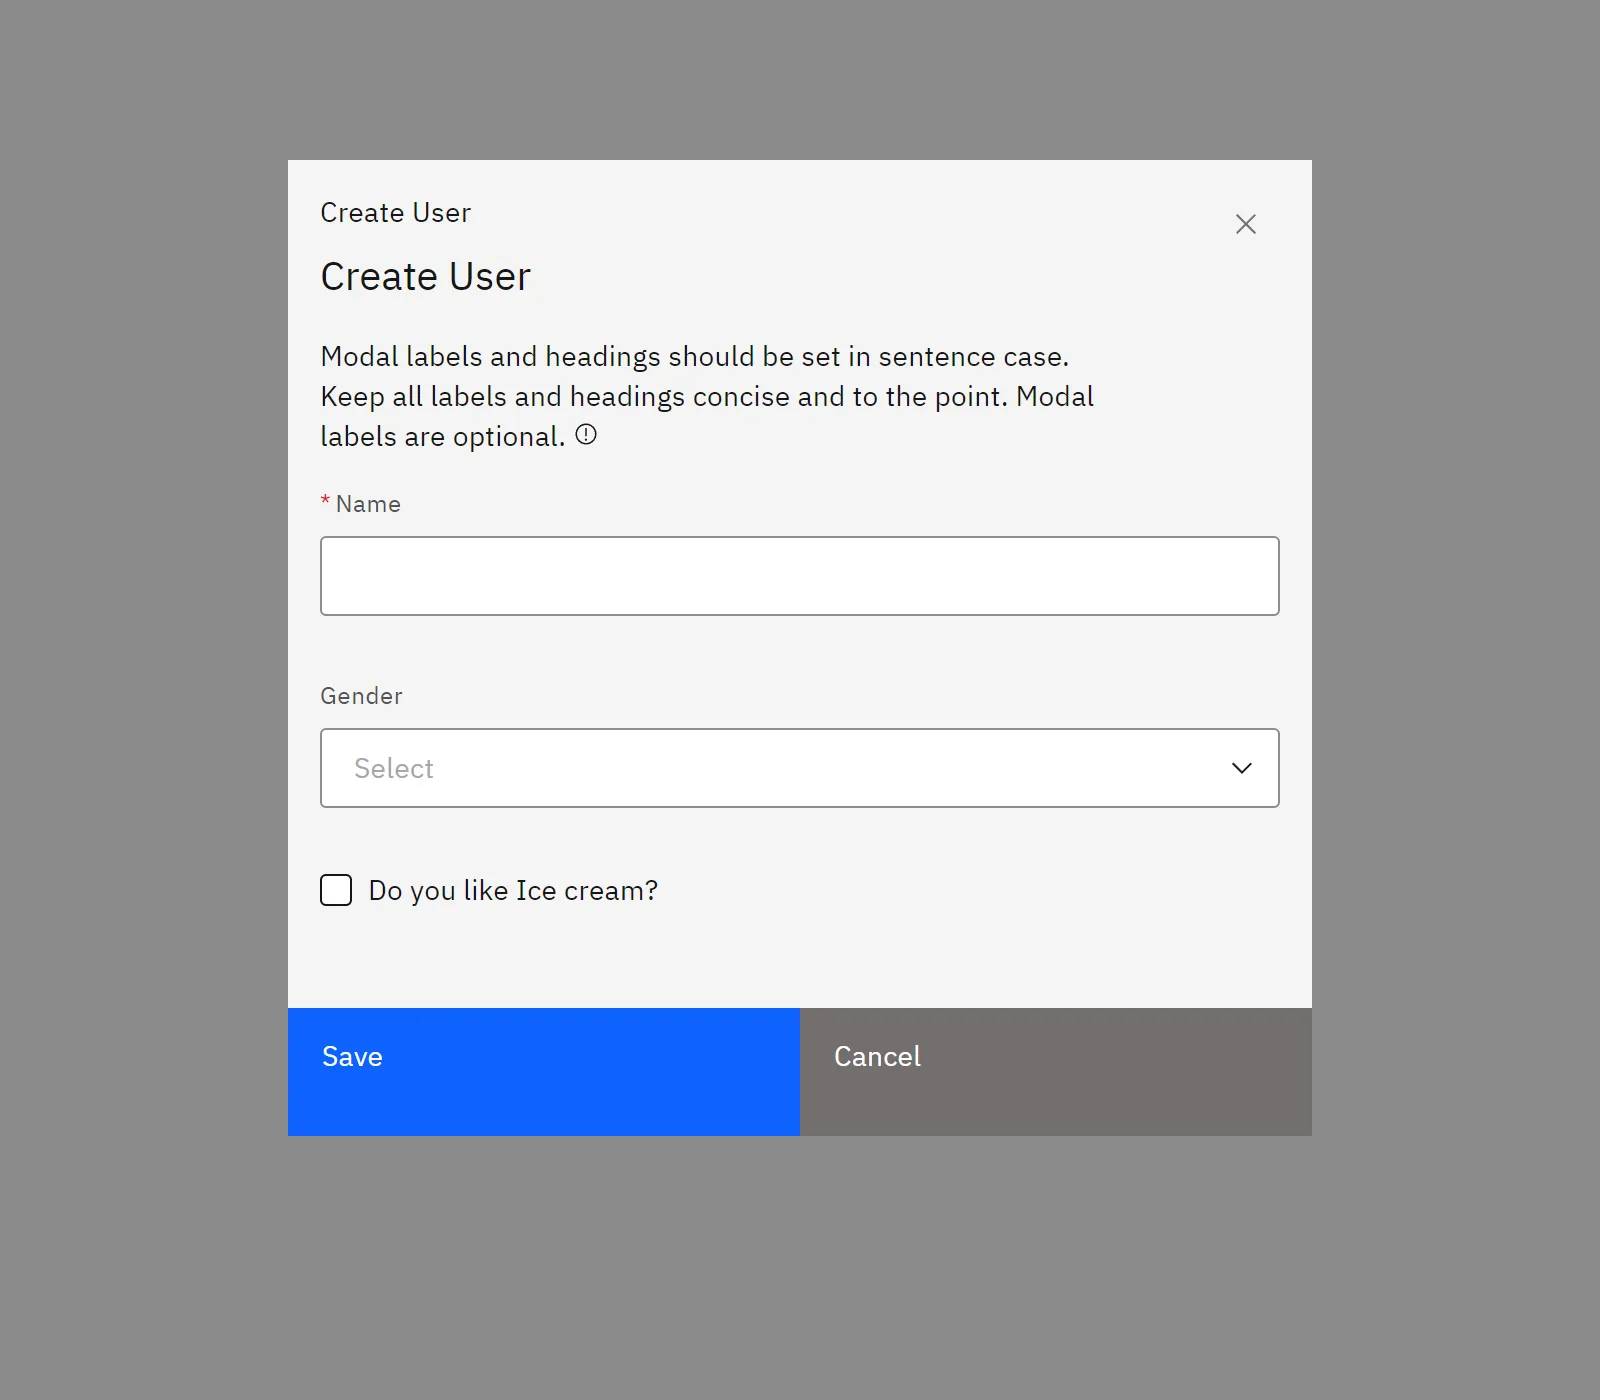 Create User
Create User
Modal labels and headings should be set in sentence case.
Keep all labels and headings concise and to the point. Modal
labels are optional.
* Name
Gender
Select
Do you like Ice cream?
Save
Cancel